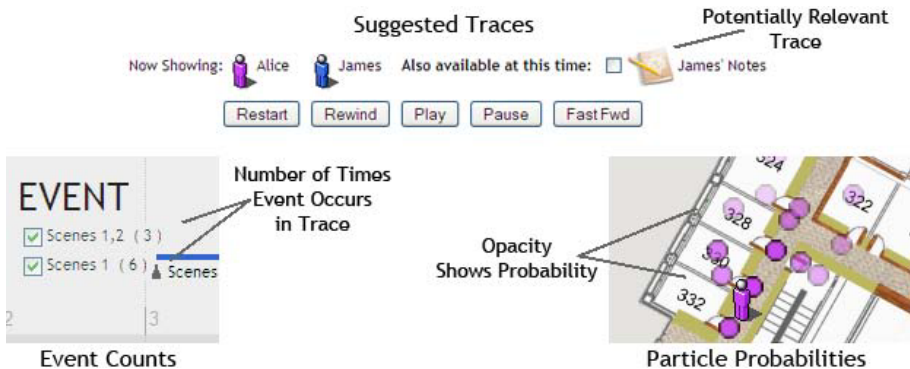 Suggested Traces
Potentially Relevant
Trace
Now Showing: Alice James Also available at this time: James' Notes
Restart Rewind Play Pause Fast Fwd
EVENT
Scenes 1,2 ( 3 )
Scenes 1 ( 6 )
Scenes
2 3
Number of Times
Event Occurs
in Trace
Event Counts
Opacity
Shows Probability
324
322
328
330
332
Particle Probabilities